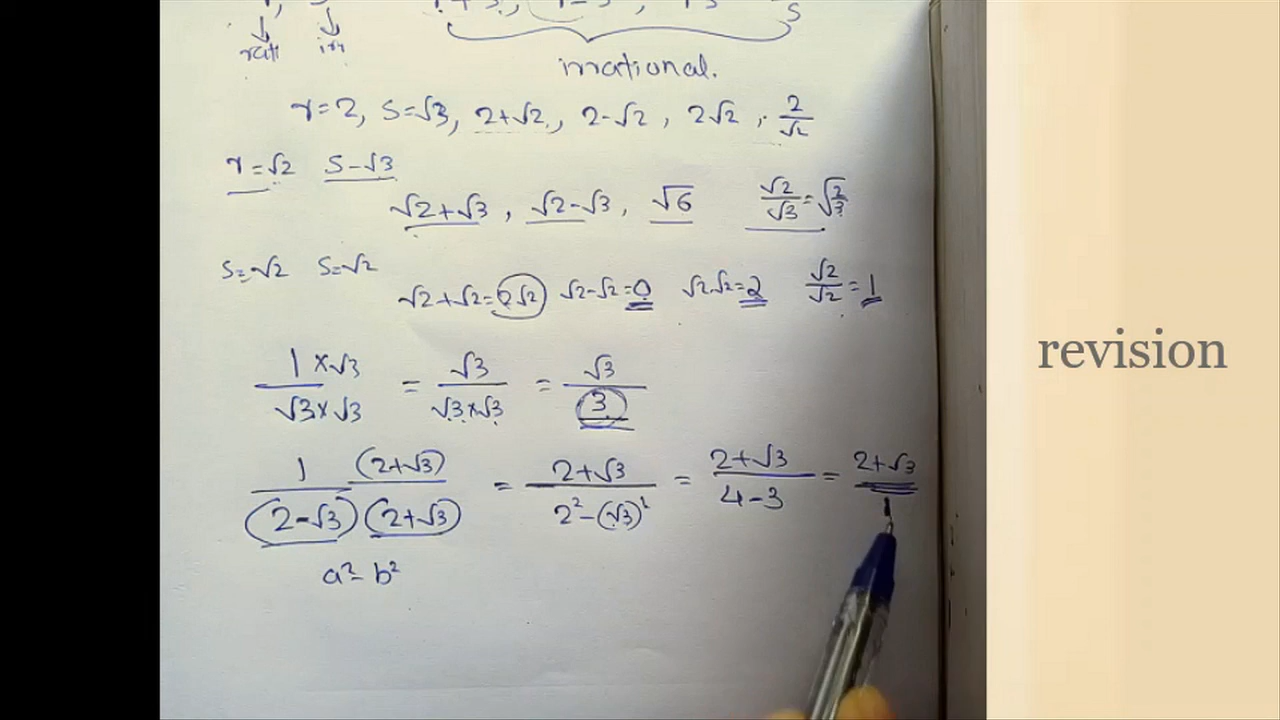 rati
irr
s
irrational.
r=2, s=√3, 2+√2, 2-√2, 2√2, 2/√2
r=√2 S-√3
√2+√3, √2-√3, √6 √2/√3=√2/3
s=√2 s=√2
√2+√2=2√2 √2-√2=0 √2√2=2 √2/√2=1
1×√3/√3×√3 = √3/√3×√3 = √3/3
1(2+√3)/(2-√3)(2+√3) = 2+√3/2²-(√3)² = 2+√3/4-3 = 2+√3/1
a²-b²
revision